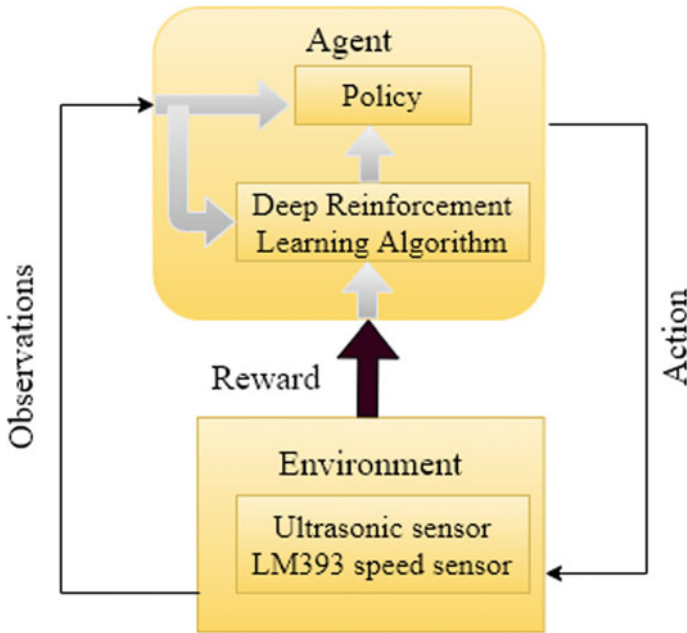 Agent
Policy
Deep Reinforcement
Learning Algorithm
Observations
Action
Reward
Environment
Ultrasonic sensor
LM393 speed sensor